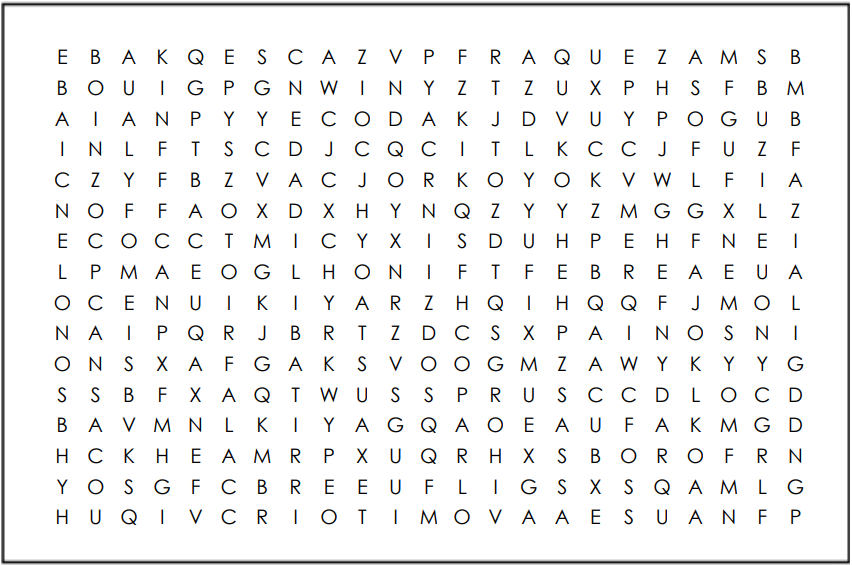 E B A K Q E S C A Z V P F R A Q U E Z A M S B
B O U I G P G N W I N Y Z T Z U X P H S F B M
A I A N P Y Y E C O D A K J D V U Y P O G U B
I N L F T S C D J C Q C I T L K C C J F U Z F
C Z Y F B Z V A C J O R K O Y O K V W L F I A
N O F F A O X D X H Y N Q Z Y Y Z M G G X L Z
E C O C C T M I C Y X I S D U H P E H F N E I
L P M A E O G L H O N I F T F E B R E A E U A
O C E N U I K I Y A R Z H Q I H Q Q F J M O L
N A I P Q R J B R T Z D C S X P A I N O S N I
O N S X A F G A K S V O O G M Z A W Y K Y Y G
S S B F X A Q T W U S S P R U S C C D L O C D
B A V M N L K I Y A G Q A O E A U F A K M G D
H C K H E A M R P X U Q R H X S B O R O F R N
Y O S G F C B R E E U F L I G S X S Q A M L G
H U Q I V C R I O T I M O V A A E S U A N F P